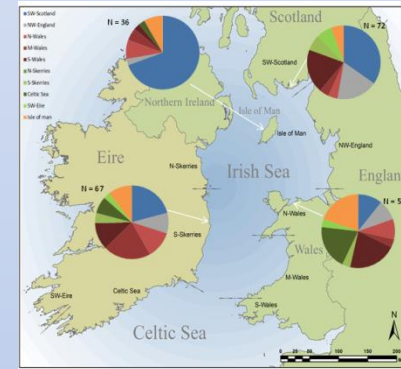 SW-Scotland
NW-England
N-Wales
M-Wales
S-Wales
N-Skerries
S-Skerries
Celtic Sea
SW-Eire
Isle of man
N = 36
Scotland
N = 72
SW-Scotland
Northern Ireland
Isle of Man
Isle of Man
NW-England
Eire
N-Skerries
Irish Sea
England
N = 67
N = 5
N-Wales
S-Skerries
Wales
M-Wales
Celtic Sea
SW-Eire
S-Wales
N
Celtic Sea